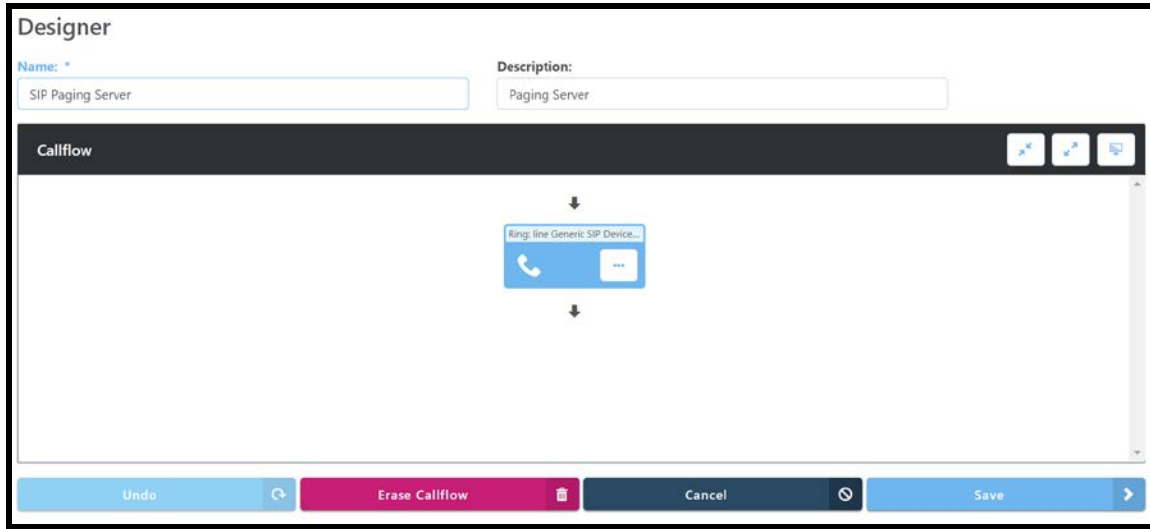 Designer
Name: *
Description:
SIP Paging Server
Paging Server
Callflow
Ring: line Generic SIP Device...
Undo
Erase Callflow
Cancel
Save